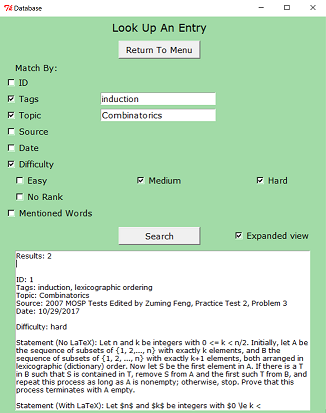 Database
Look Up An Entry
Return To Menu
Match By:
ID
Tags induction
Topic Combinatorics
Source
Date
Difficulty
Easy Medium Hard
No Rank
Mentioned Words
Search Expanded view
Results: 2
ID: 1
Tags: induction, lexicographic ordering
Topic: Combinatorics
Source: 2007 MOSP Tests Edited by Zuming Feng, Practice Test 2, Problem 3
Date: 10/29/2017
Difficulty: hard
Statement (No LaTeX): Let n and k be integers with 0 <= k < n/2. Initially, let A be
the sequence of subsets of {1, 2,..., n} with exactly k elements, and B the
sequence of subsets of {1, 2, ..., n} with exactly k+1 elements, both arranged in
lexicographic (dictionary) order. Now let S be the first element in A. If there is a T
in B such that S is contained in T, remove S from A and the first such T from B, and
repeat this process as long as A is nonempty; otherwise, stop. Prove that this
process terminates with A empty.
Statement (With LaTeX): Let $n$ and $k$ be integers with $0 \le k <